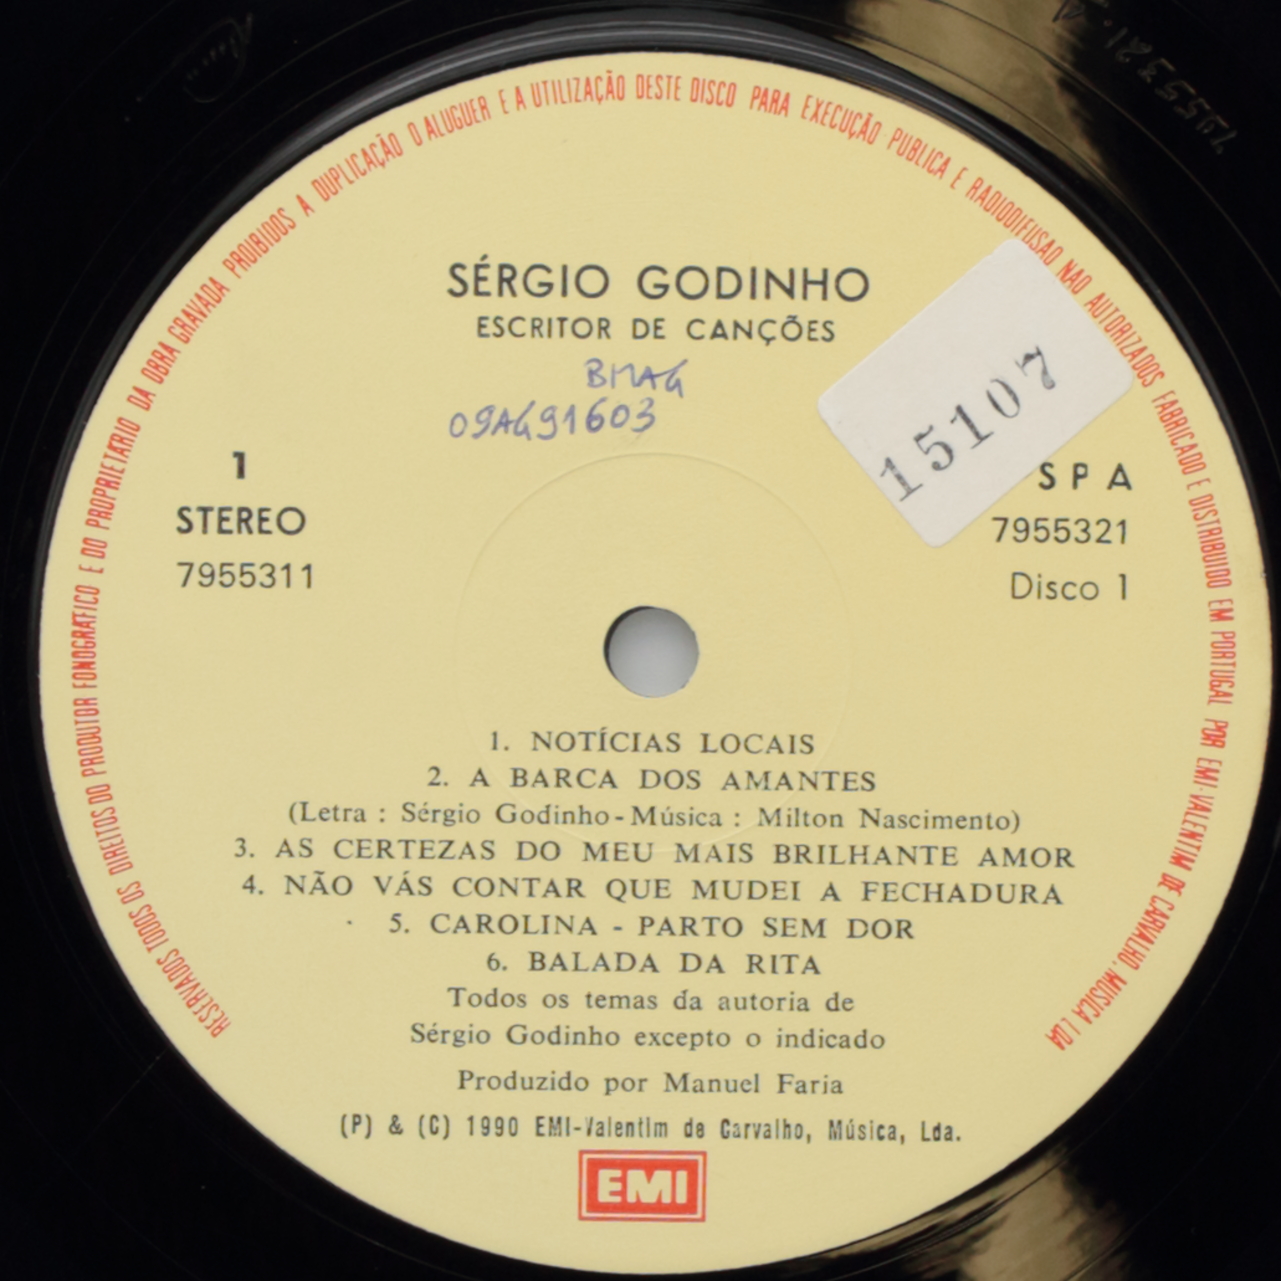 RESERVADOS TODOS OS DIREITOS DO PRODUTOR FONOGRÁFICO E DO PROPRIETÁRIO DA OBRA GRAVADA PROIBIDOS A DUPLICAÇÃO O ALUGUER E A UTILIZAÇÃO DESTE DISCO PARA EXECUÇÃO PUBLICA E RADIODIFUSAO NAO AUTORIZADOS FABRICADO E DISTRIBUIDO EM PORTUGAL POR EMI-VALENTIM DE CARVALHO, MUSICA LDA
SÉRGIO GODINHO
ESCRITOR DE CANÇÕES
BMAG
09AG91603
15107
1
STEREO
7955311
SPA
7955321
Disco 1
1. NOTÍCIAS LOCAIS
2. A BARCA DOS AMANTES
(Letra : Sérgio Godinho - Música : Milton Nascimento)
3. AS CERTEZAS DO MEU MAIS BRILHANTE AMOR
4. NÃO VÁS CONTAR QUE MUDEI A FECHADURA
5. CAROLINA - PARTO SEM DOR
6. BALADA DA RITA
Todos os temas da autoria de
Sérgio Godinho excepto o indicado
Produzido por Manuel Faria
(P) & (C) 1990 EMI-Valentim de Carvalho, Música, Lda.
EMI